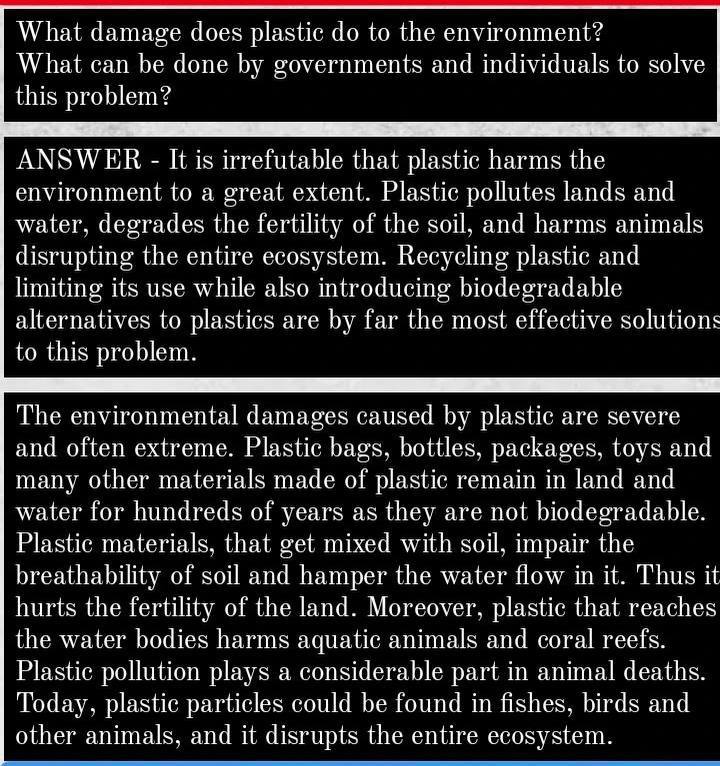 What damage does plastic do to the environment?
What can be done by governments and individuals to solve
this problem?
ANSWER - It is irrefutable that plastic harms the
environment to a great extent. Plastic pollutes lands and
water, degrades the fertility of the soil, and harms animals
disrupting the entire ecosystem. Recycling plastic and
limiting its use while also introducing biodegradable
alternatives to plastics are by far the most effective solutions
to this problem.
The environmental damages caused by plastic are severe
and often extreme. Plastic bags, bottles, packages, toys and
many other materials made of plastic remain in land and
water for hundreds of years as they are not biodegradable.
Plastic materials, that get mixed with soil, impair the
breathability of soil and hamper the water flow in it. Thus it
hurts the fertility of the land. Moreover, plastic that reaches
the water bodies harms aquatic animals and coral reefs.
Plastic pollution plays a considerable part in animal deaths.
Today, plastic particles could be found in fishes, birds and
other animals, and it disrupts the entire ecosystem.